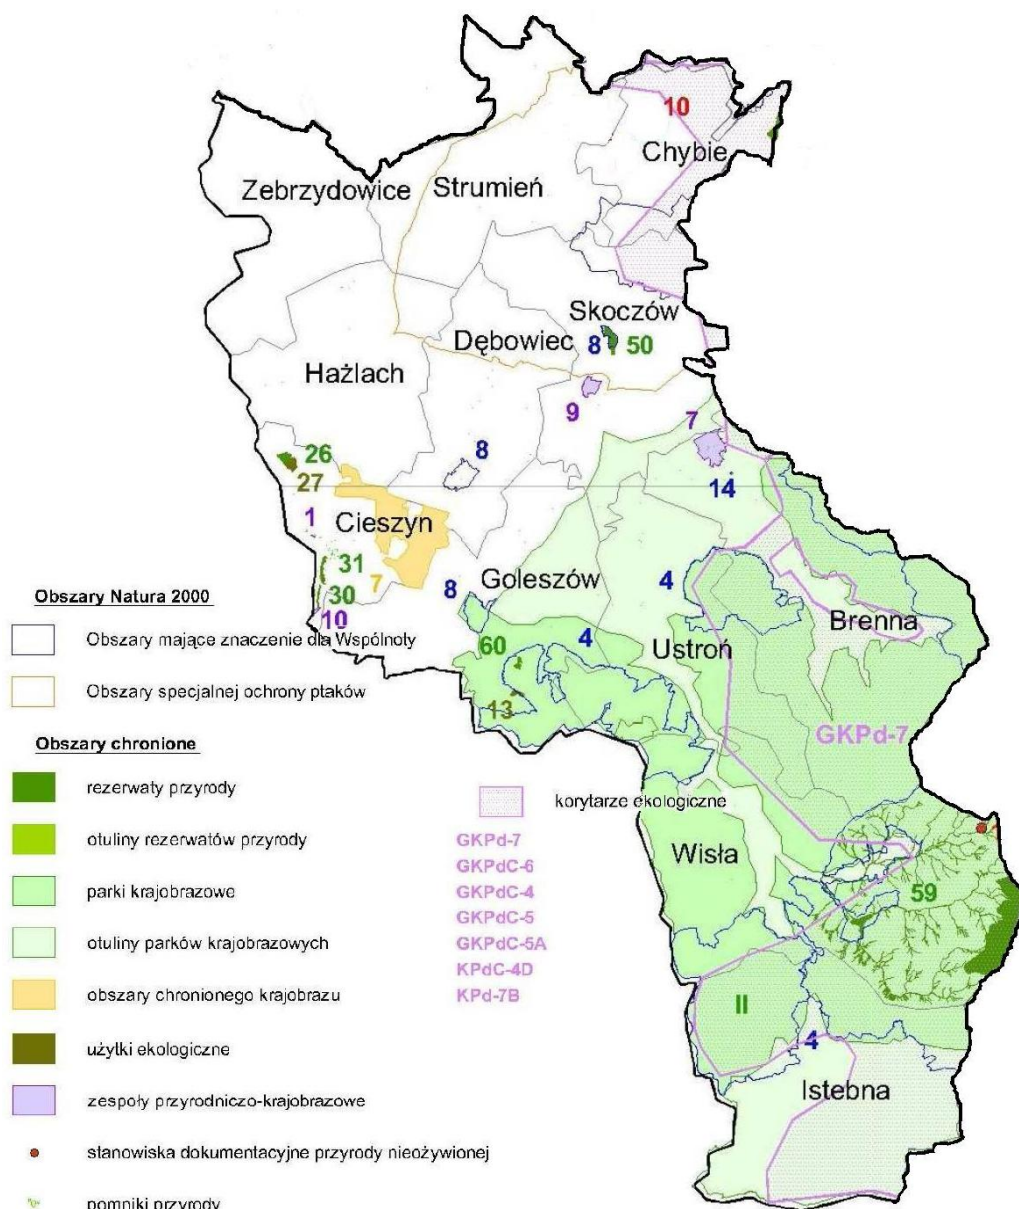 10
Chybie
Zebrzydowice
Strumień
Skoczów
Dębowiec
8
50
Hażlach
9
7
26
8
27
14
1
Cieszyn
31
Goleszów
4
7
8
30
10
Brenna
60
4
Ustroń
13
GKPd-7
Wisła
59
II
4
Istebna
Obszary Natura 2000
Obszary mające znaczenie dla Wspólnoty
Obszary specjalnej ochrony ptaków
Obszary chronione
rezerwaty przyrody
otuliny rezerwatów przyrody
parki krajobrazowe
otuliny parków krajobrazowych
obszary chronionego krajobrazu
użytki ekologiczne
zespoły przyrodniczo-krajobrazowe
stanowiska dokumentacyjne przyrody nieożywionej
pomniki przyrody
korytarze ekologiczne
GKPd-7
GKPdC-6
GKPdC-4
GKPdC-5
GKPdC-5A
KPdC-4D
KPd-7B